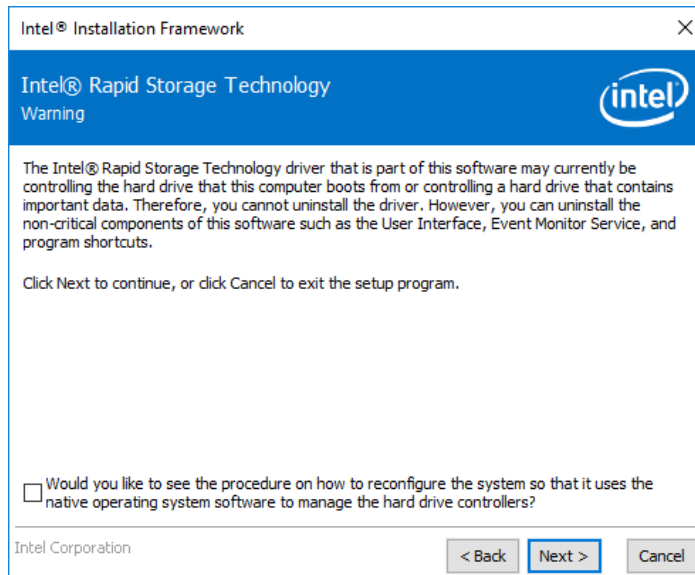 Intel® Installation Framework
Intel® Rapid Storage Technology
Warning
intel
The Intel® Rapid Storage Technology driver that is part of this software may currently be
controlling the hard drive that this computer boots from or controlling a hard drive that contains
important data. Therefore, you cannot uninstall the driver. However, you can uninstall the
non-critical components of this software such as the User Interface, Event Monitor Service, and
program shortcuts.
Click Next to continue, or click Cancel to exit the setup program.
Would you like to see the procedure on how to reconfigure the system so that it uses the
native operating system software to manage the hard drive controllers?
Intel Corporation
< Back
Next >
Cancel